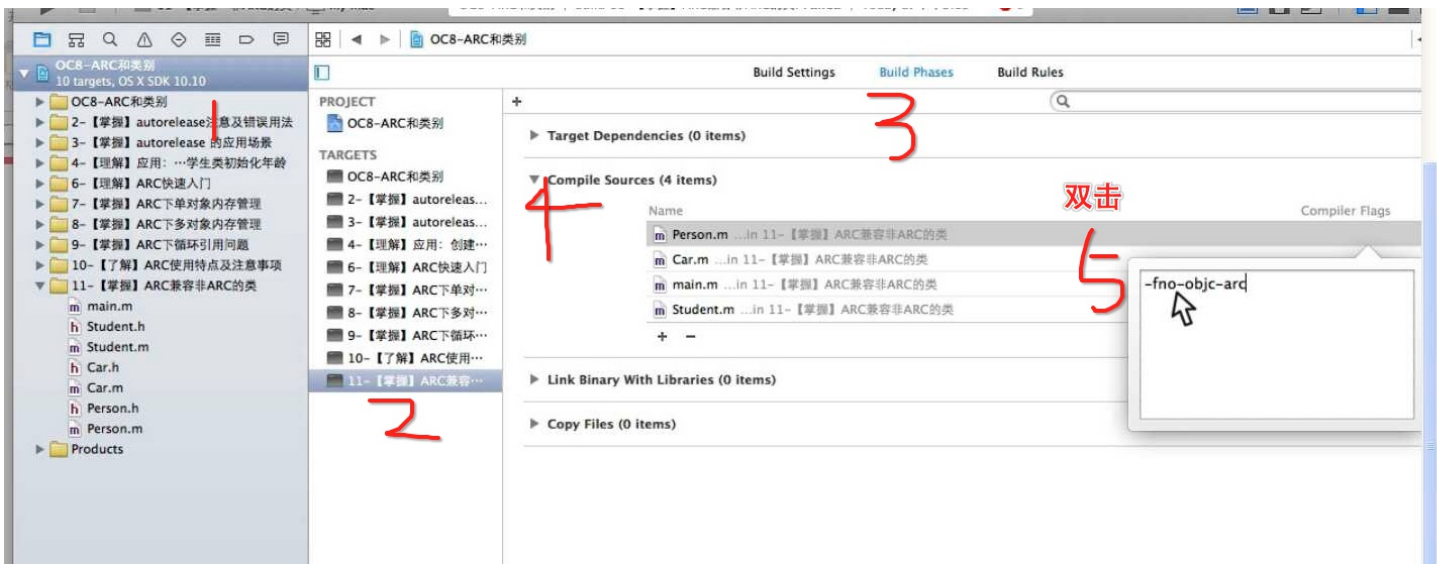 OC8-ARC和类别
OC8-ARC和类别
10 targets, OS X SDK 10.10
OC8-ARC和类别
2-【掌握】autorelease注意及错误用法
3-【掌握】autorelease 的应用场景
4-【理解】应用：…学生类初始化年龄
6-【理解】ARC快速入门
7-【掌握】ARC下单对象内存管理
8-【掌握】ARC下多对象内存管理
9-【掌握】ARC下循环引用问题
10-【了解】ARC使用特点及注意事项
11-【掌握】ARC兼容非ARC的类
main.m
Student.h
Student.m
Car.h
Car.m
Person.h
Person.m
Products
1
PROJECT
OC8-ARC和类别
TARGETS
OC8-ARC和类别
2-【掌握】autoreleas...
3-【掌握】autoreleas...
4-【理解】应用：创建…
6-【理解】ARC快速入门
7-【掌握】ARC下单对…
8-【掌握】ARC下多对…
9-【掌握】ARC下循环…
10-【了解】ARC使用…
11-【掌握】ARC兼容…
2
Build Settings Build Phases Build Rules
3
Target Dependencies (0 items)
Compile Sources (4 items)
4
Name Compiler Flags
Person.m ...in 11-【掌握】ARC兼容非ARC的类
Car.m ...in 11-【掌握】ARC兼容非ARC的类
main.m ...in 11-【掌握】ARC兼容非ARC的类
Student.m ...in 11-【掌握】ARC兼容非ARC的类
双击
5
-fno-objc-arc
Link Binary With Libraries (0 items)
Copy Files (0 items)